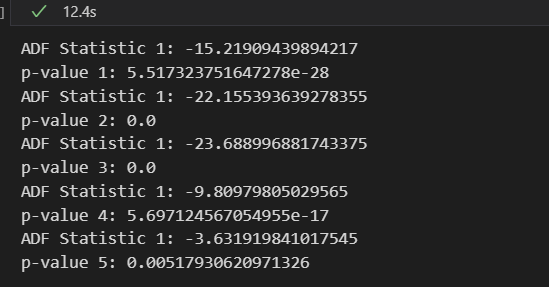 ]
12.4s
ADF Statistic 1: -15.21909439894217
p-value 1: 5.517323751647278e-28
ADF Statistic 1: -22.155393639278355
p-value 2: 0.0
ADF Statistic 1: -23.688996881743375
p-value 3: 0.0
ADF Statistic 1: -9.80979805029565
p-value 4: 5.697124567054955e-17
ADF Statistic 1: -3.631919841017545
p-value 5: 0.00517930620971326